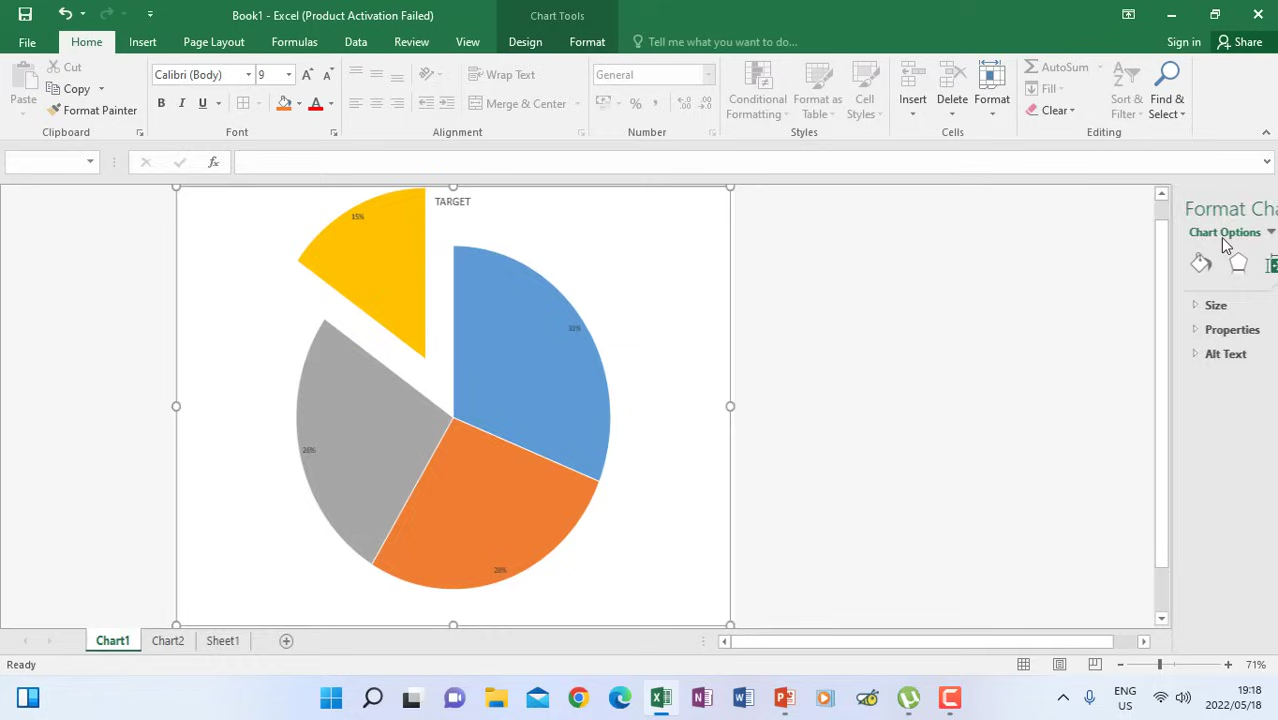 Book1 - Excel (Product Activation Failed)
Chart Tools
File
Home
Insert
Page Layout
Formulas
Data
Review
View
Design
Format
Tell me what you want to do...
Sign in
Share
Paste
Cut
Copy
Format Painter
Clipboard
Calibri (Body)
9
B I U
Font
Wrap Text
Merge & Center
Alignment
General
Number
Conditional Formatting
Format as Table
Cell Styles
Styles
Insert
Delete
Format
Cells
AutoSum
Fill
Clear
Sort & Filter
Find & Select
Editing
fx
TARGET
15%
31%
26%
28%
Format Cha
Chart Options
Size
Properties
Alt Text
Chart1
Chart2
Sheet1
Ready
71%
ENG
US
19:18
2022/05/18